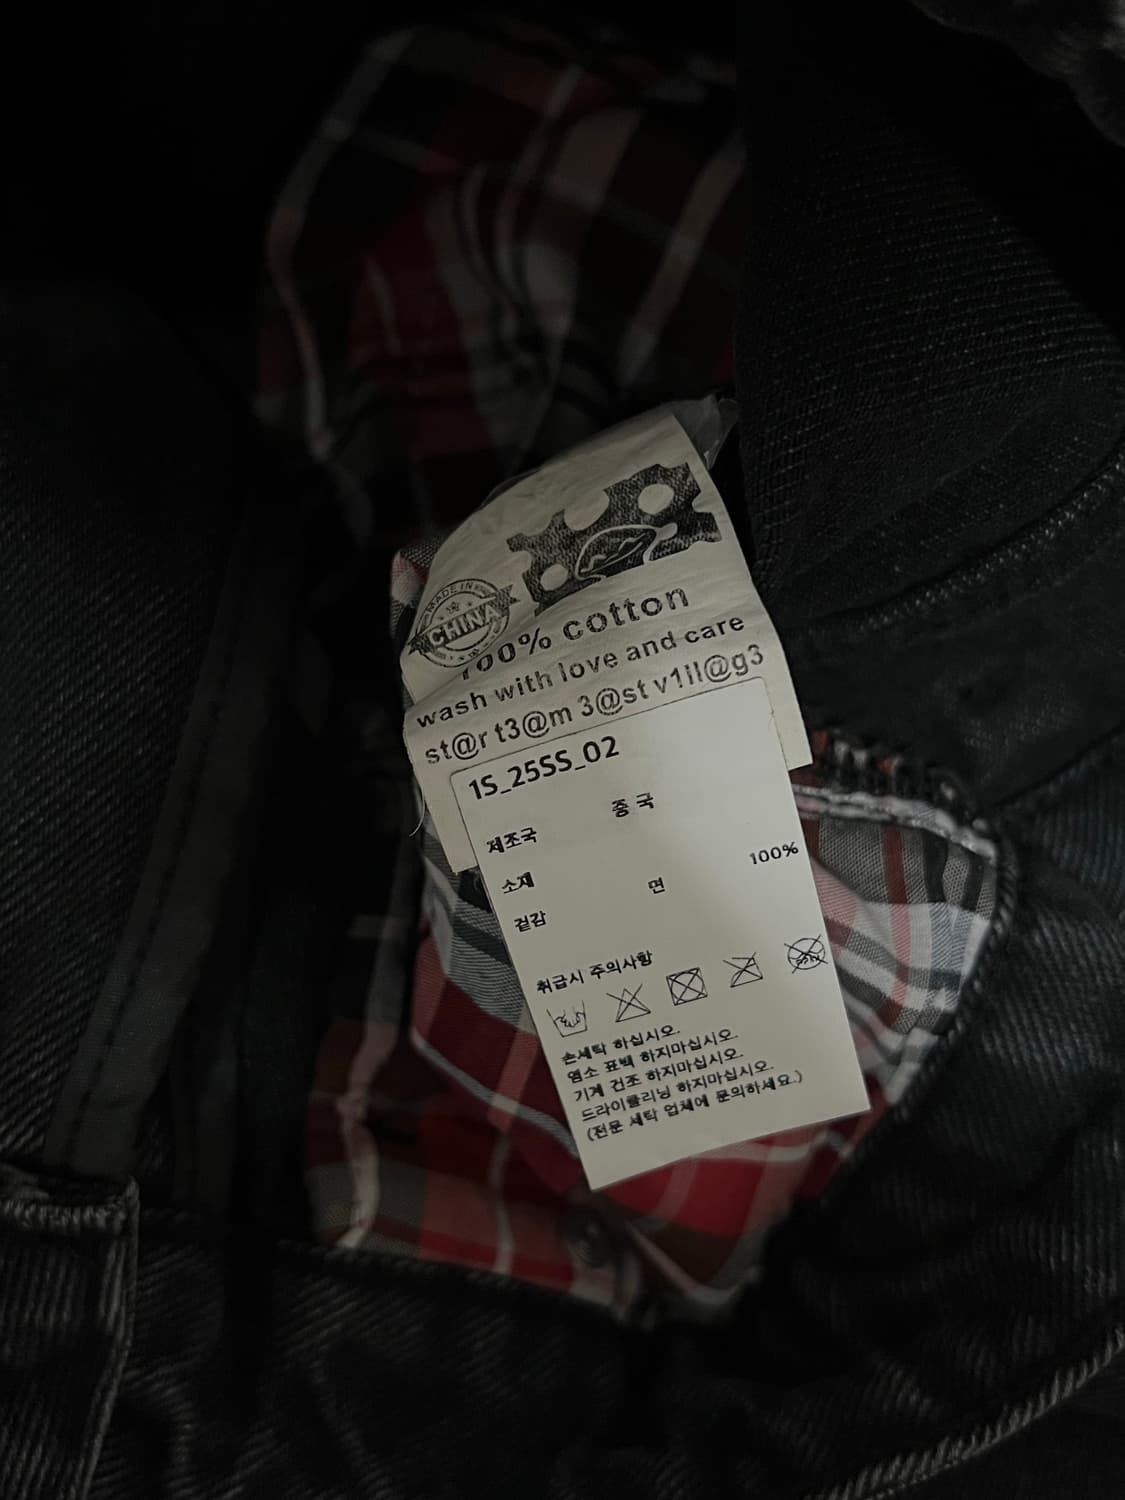 MADE IN
CHINA
100% cotton
wash with love and care
st@r t3@m 3@st v1ll@g3
1S_25SS_02
제조국 중국
소재
겉감 면 100%
취급시 주의사항
손세탁 하십시오.
염소 표백 하지마십시오.
기계 건조 하지마십시오.
드라이클리닝 하지마십시오.
(전문 세탁 업체에 문의하세요.)